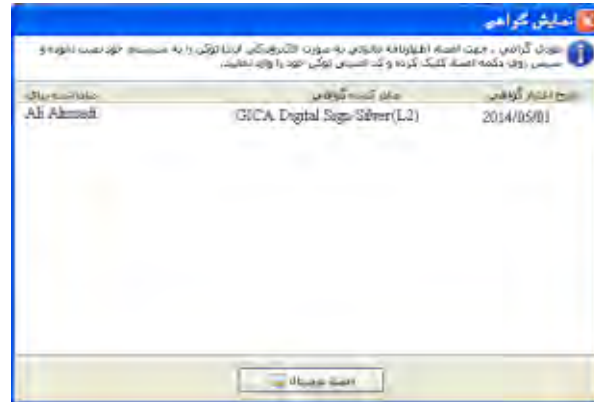 نمایش گواهی
مودی گرامی ، جهت امضاء اظهارنامه مالیاتی به صورت الکترونیکی ابتدا توکن را به سیستم خود نصب نموده و
سپس روی دکمه امضاء کلیک کرده و کد امنیتی توکن خود را وارد نمایید.
تاریخ اعتبار گواهی صادر کننده گواهی صادر شده برای
2014/05/01 GICA Digital Sign-Silver(L2) Ali Ahmadi
امضاء دیجیتال